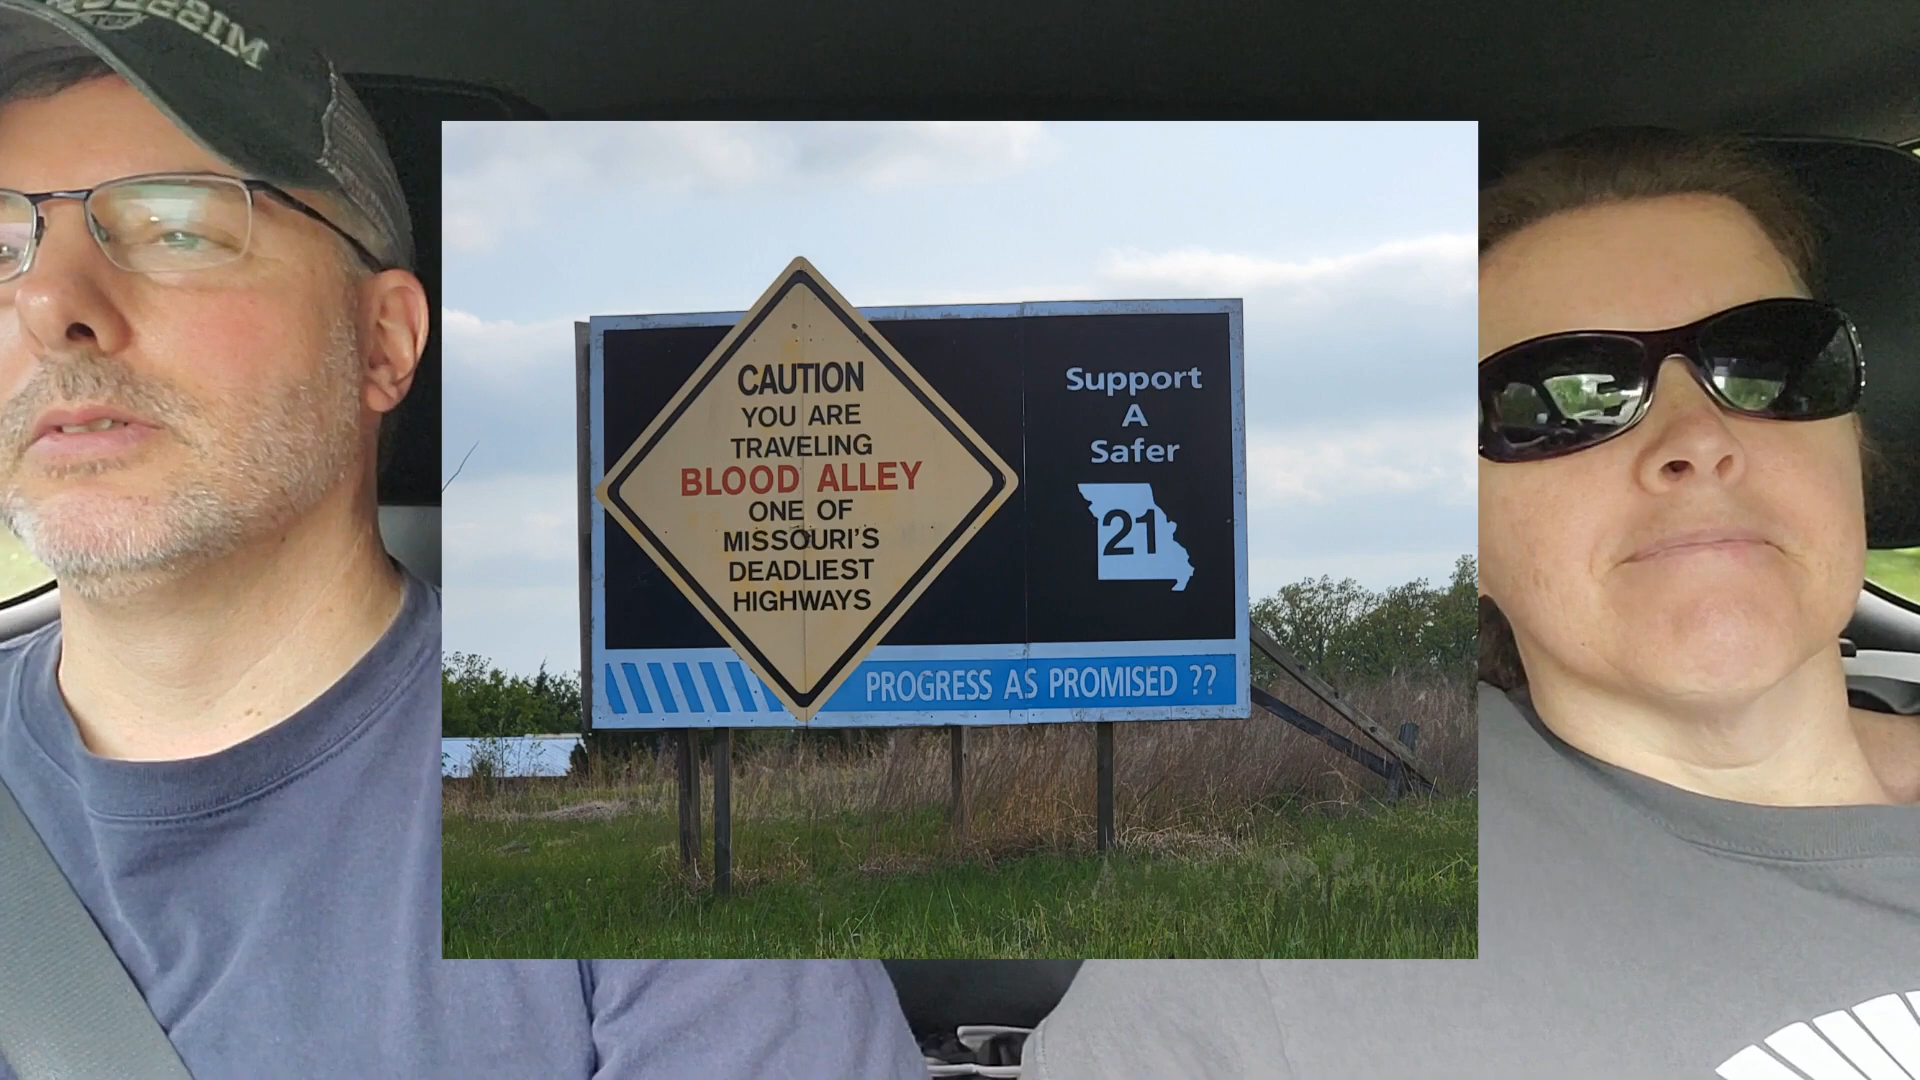 CAUTION
YOU ARE
TRAVELING
BLOOD ALLEY
ONE OF
MISSOURI'S
DEADLIEST
HIGHWAYS
Support
A
Safer
21
PROGRESS AS PROMISED ??